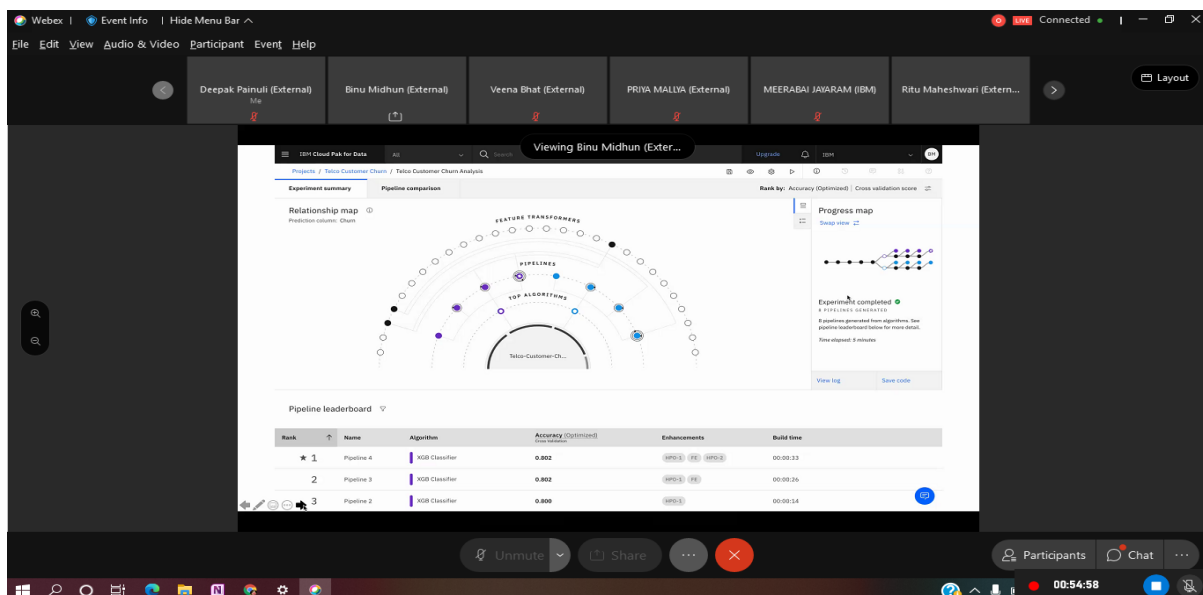 Webex | Event Info | Hide Menu Bar
LIVE Connected
File Edit View Audio & Video Participant Event Help
Layout
Deepak Painuli (External)
Me
Binu Midhun (External)
Veena Bhat (External)
PRIYA MALLYA (External)
MEERABAI JAYARAM (IBM)
Ritu Maheshwari (Extern...
Viewing Binu Midhun (Exter...
IBM Cloud Pak for Data All Search Upgrade IBM BM
Projects / Telco Customer Churn / Telco Customer Churn Analysis
Experiment summary Pipeline comparison Rank by: Accuracy (Optimized) | Cross validation score
Relationship map
Prediction column: Churn
FEATURE TRANSFORMERS
PIPELINES
TOP ALGORITHMS
Telco-Customer-Ch...
Progress map
Swap view
Experiment completed
8 PIPELINES GENERATED
8 pipelines generated from algorithms. See
pipeline leaderboard below for more detail.
Time elapsed: 5 minutes
View log Save code
Pipeline leaderboard
Rank Name Algorithm Accuracy (Optimized) Enhancements Build time
Cross Validation
1 Pipeline 4 XGB Classifier 0.802 HPO-1 FE HPO-2 00:00:33
2 Pipeline 3 XGB Classifier 0.802 HPO-1 FE 00:00:26
3 Pipeline 2 XGB Classifier 0.800 HPO-1 00:00:14
Unmute Share
Participants Chat
00:54:58